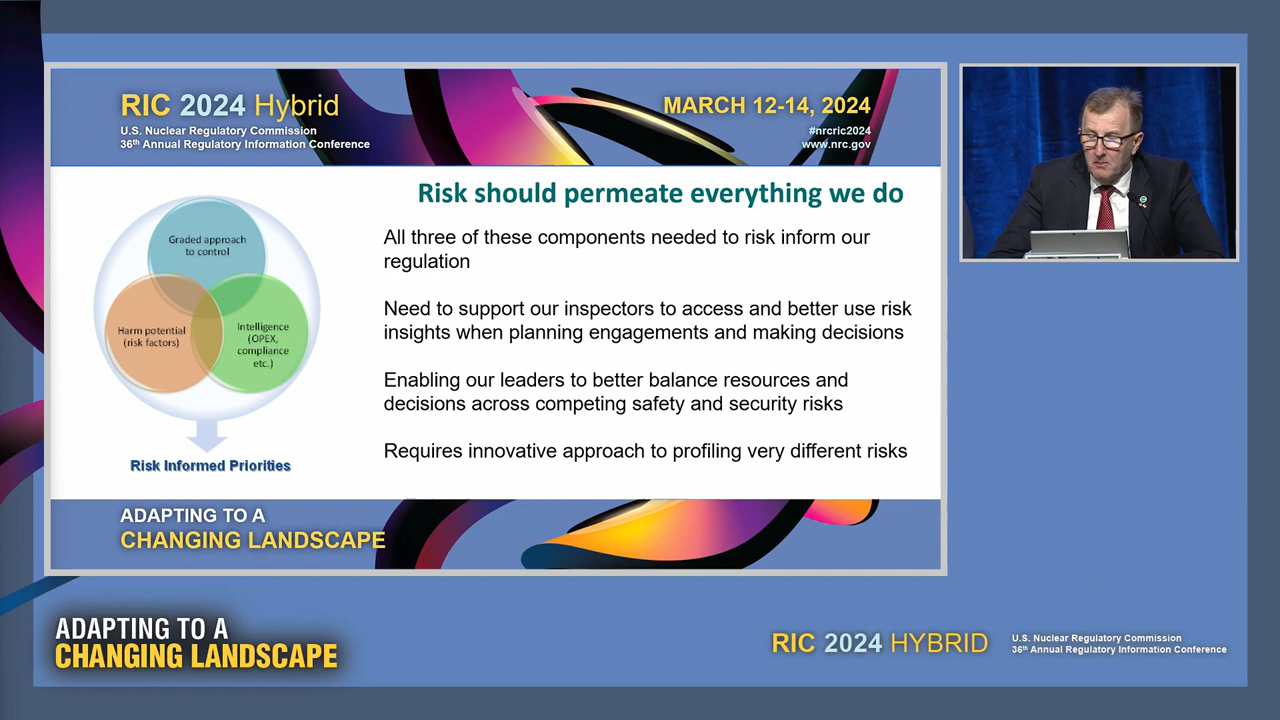 RIC 2024 Hybrid
U.S. Nuclear Regulatory Commission
36th Annual Regulatory Information Conference
MARCH 12-14, 2024
#nrcric2024
www.nrc.gov
Risk should permeate everything we do
Graded approach
to control
Harm potential
(risk factors)
Intelligence
(OPEX,
compliance
etc.)
Risk Informed Priorities
All three of these components needed to risk inform our
regulation
Need to support our inspectors to access and better use risk
insights when planning engagements and making decisions
Enabling our leaders to better balance resources and
decisions across competing safety and security risks
Requires innovative approach to profiling very different risks
ADAPTING TO A
CHANGING LANDSCAPE
ADAPTING TO A
CHANGING LANDSCAPE
RIC 2024 HYBRID
U.S. Nuclear Regulatory Commission
36th Annual Regulatory Information Conference